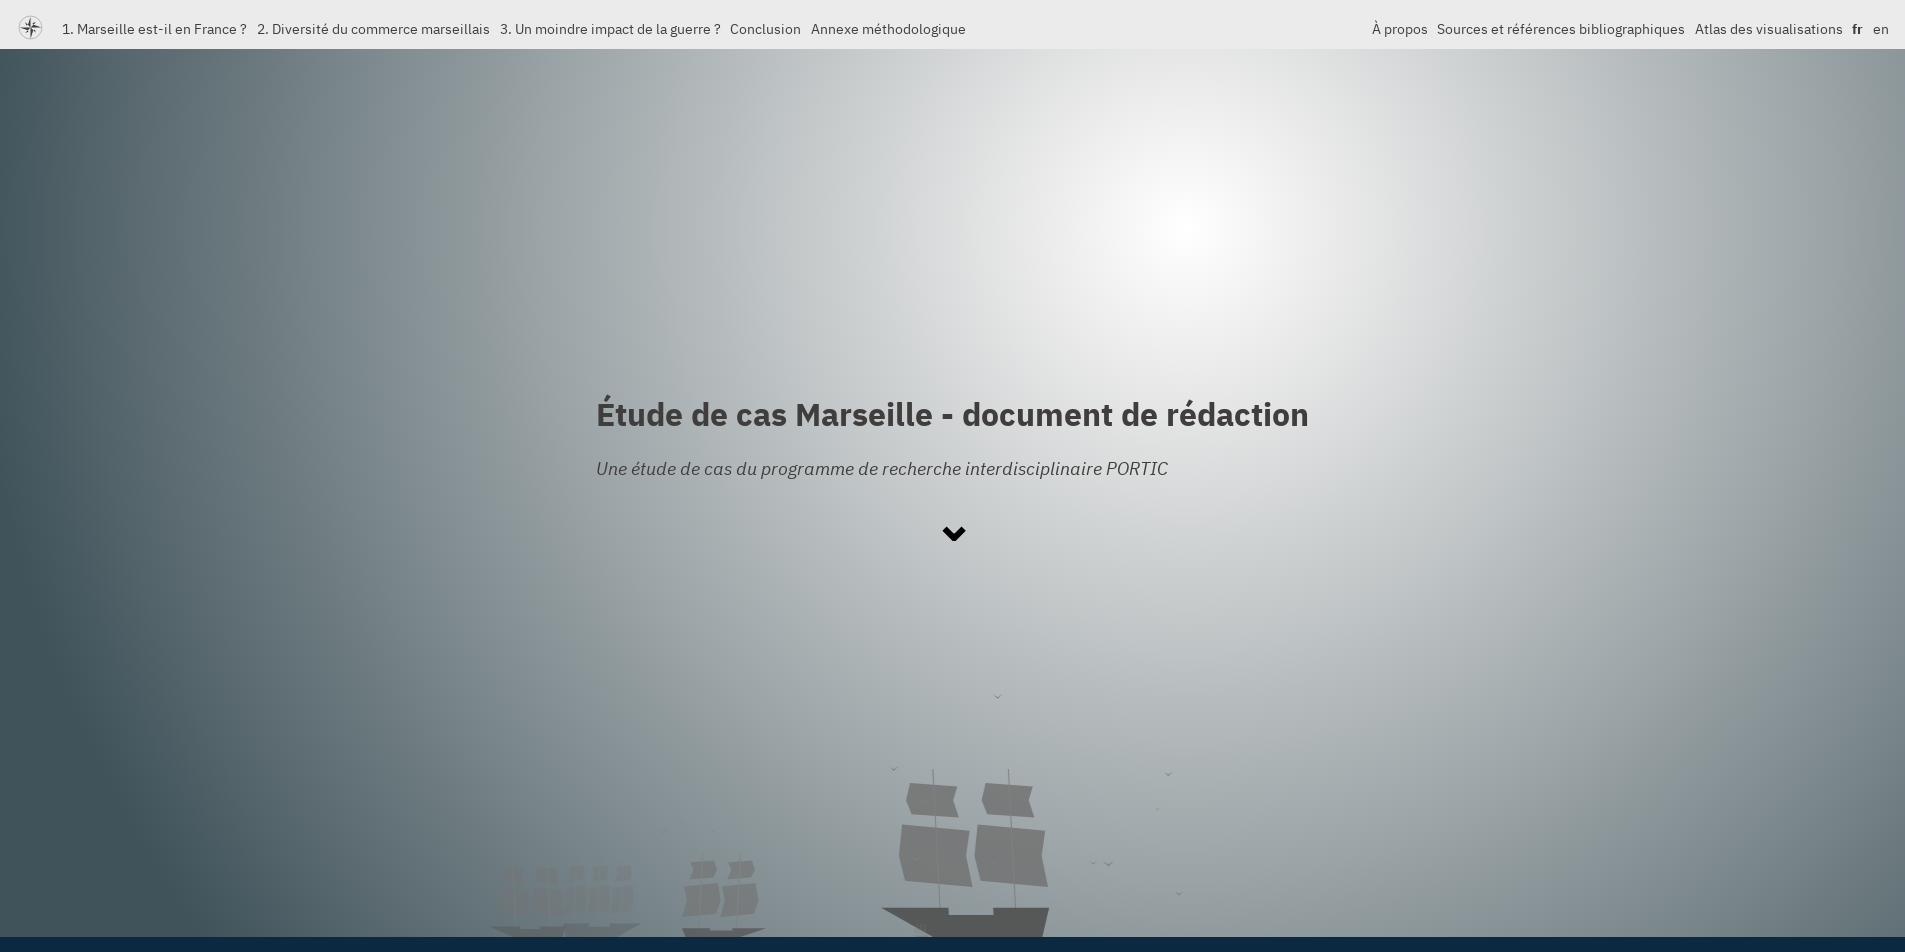 1. Marseille est-il en France ? 2. Diversité du commerce marseillais 3. Un moindre impact de la guerre ? Conclusion Annexe méthodologique À propos Sources et références bibliographiques Atlas des visualisations fr en
Étude de cas Marseille - document de rédaction
Une étude de cas du programme de recherche interdisciplinaire PORTIC